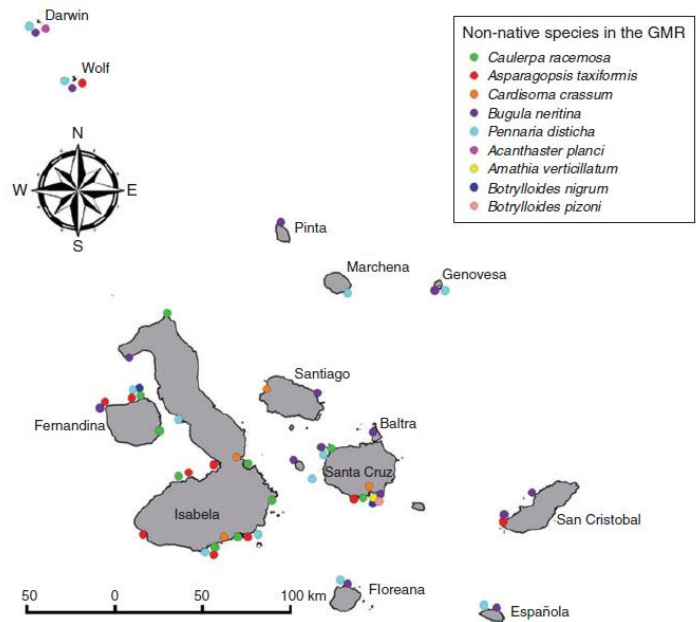 Darwin
Wolf
N
W
E
S
Non-native species in the GMR
Caulerpa racemosa
Asparagopsis taxiformis
Cardisoma crassum
Bugula neritina
Pennaria disticha
Acanthaster planci
Amathia verticillatum
Botrylloides nigrum
Botrylloides pizoni
Pinta
Marchena
Genovesa
Santiago
Fernandina
Baltra
Santa Cruz
Isabela
San Cristobal
Floreana
Española
50 0 50 100 km